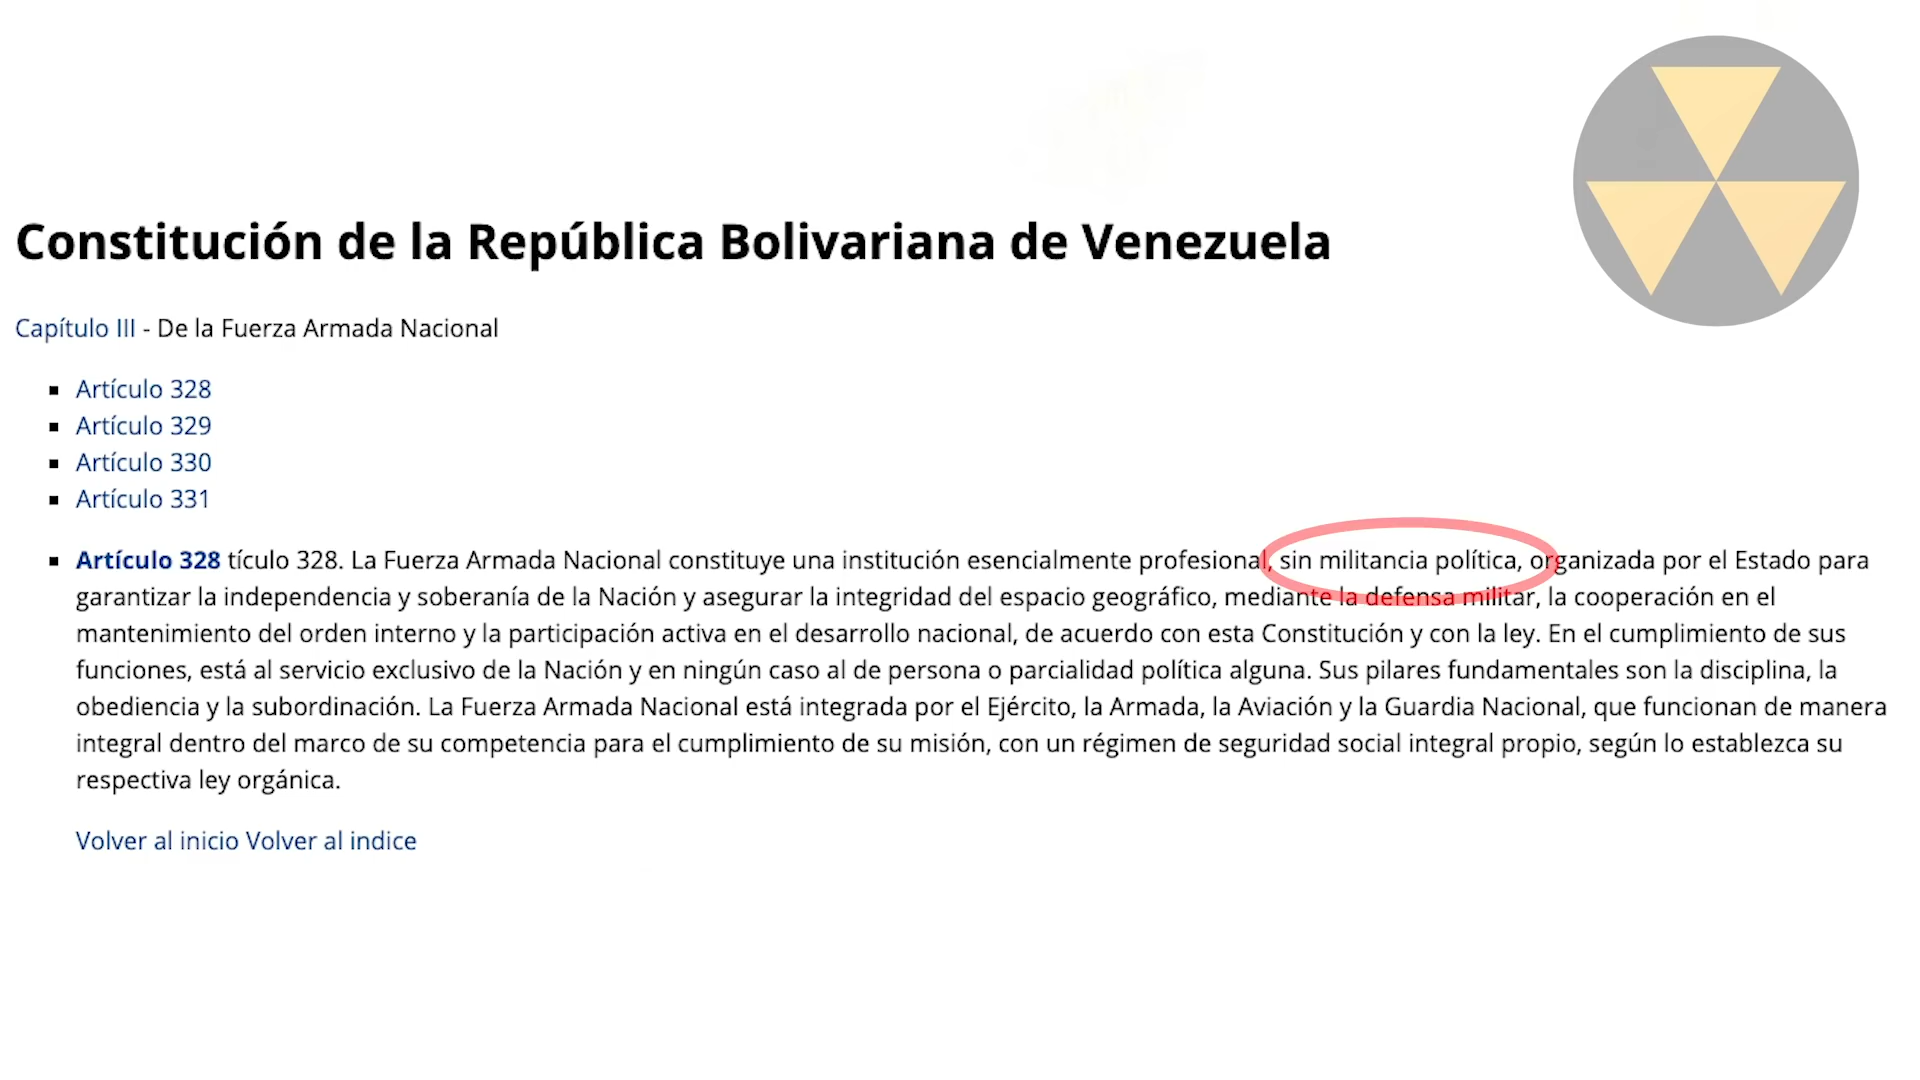 Constitución de la República Bolivariana de Venezuela
Capítulo III - De la Fuerza Armada Nacional
Artículo 328
Artículo 329
Artículo 330
Artículo 331
Artículo 328 tículo 328. La Fuerza Armada Nacional constituye una institución esencialmente profesional, sin militancia política, organizada por el Estado para
garantizar la independencia y soberanía de la Nación y asegurar la integridad del espacio geográfico, mediante la defensa militar, la cooperación en el
mantenimiento del orden interno y la participación activa en el desarrollo nacional, de acuerdo con esta Constitución y con la ley. En el cumplimiento de sus
funciones, está al servicio exclusivo de la Nación y en ningún caso al de persona o parcialidad política alguna. Sus pilares fundamentales son la disciplina, la
obediencia y la subordinación. La Fuerza Armada Nacional está integrada por el Ejército, la Armada, la Aviación y la Guardia Nacional, que funcionan de manera
integral dentro del marco de su competencia para el cumplimiento de su misión, con un régimen de seguridad social integral propio, según lo establezca su
respectiva ley orgánica.
Volver al inicio Volver al indice